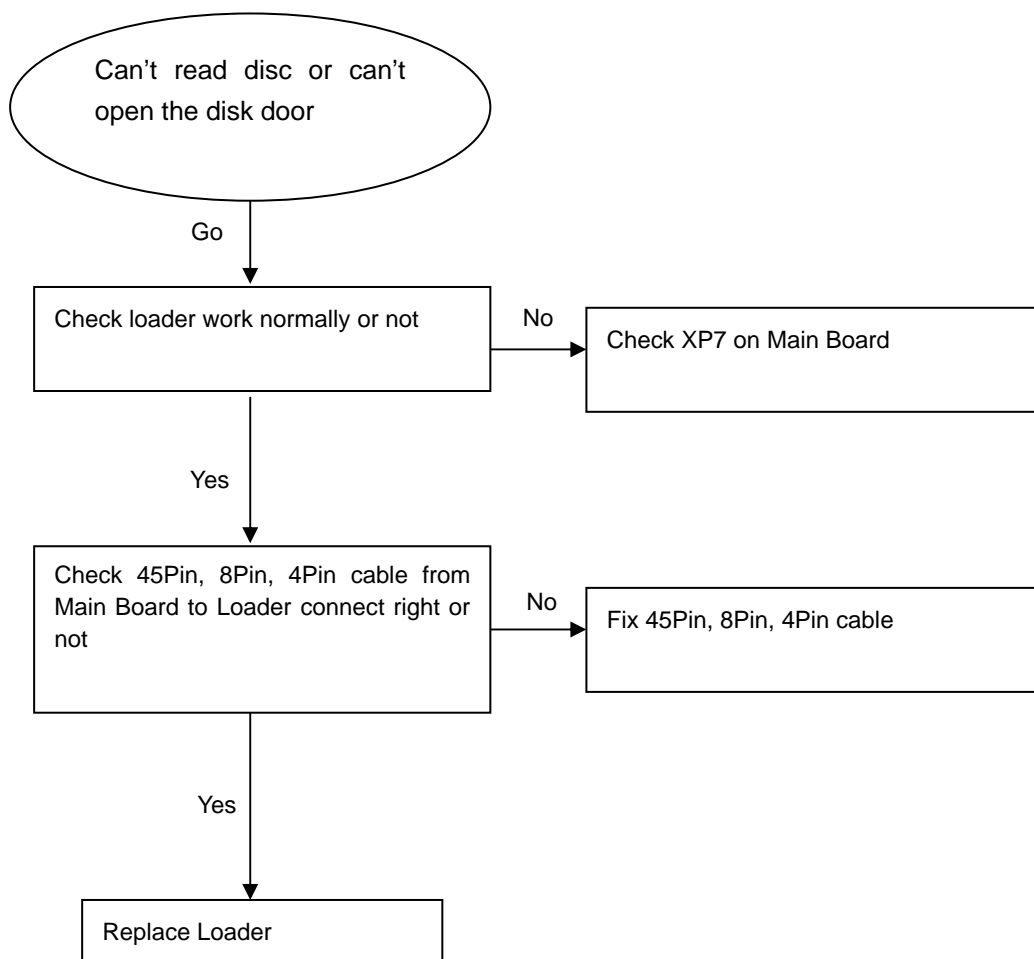 Can't read disc or can't
open the disk door
Go
Check loader work normally or not
No
Check XP7 on Main Board
Yes
Check 45Pin, 8Pin, 4Pin cable from
Main Board to Loader connect right or
not
No
Fix 45Pin, 8Pin, 4Pin cable
Yes
Replace Loader